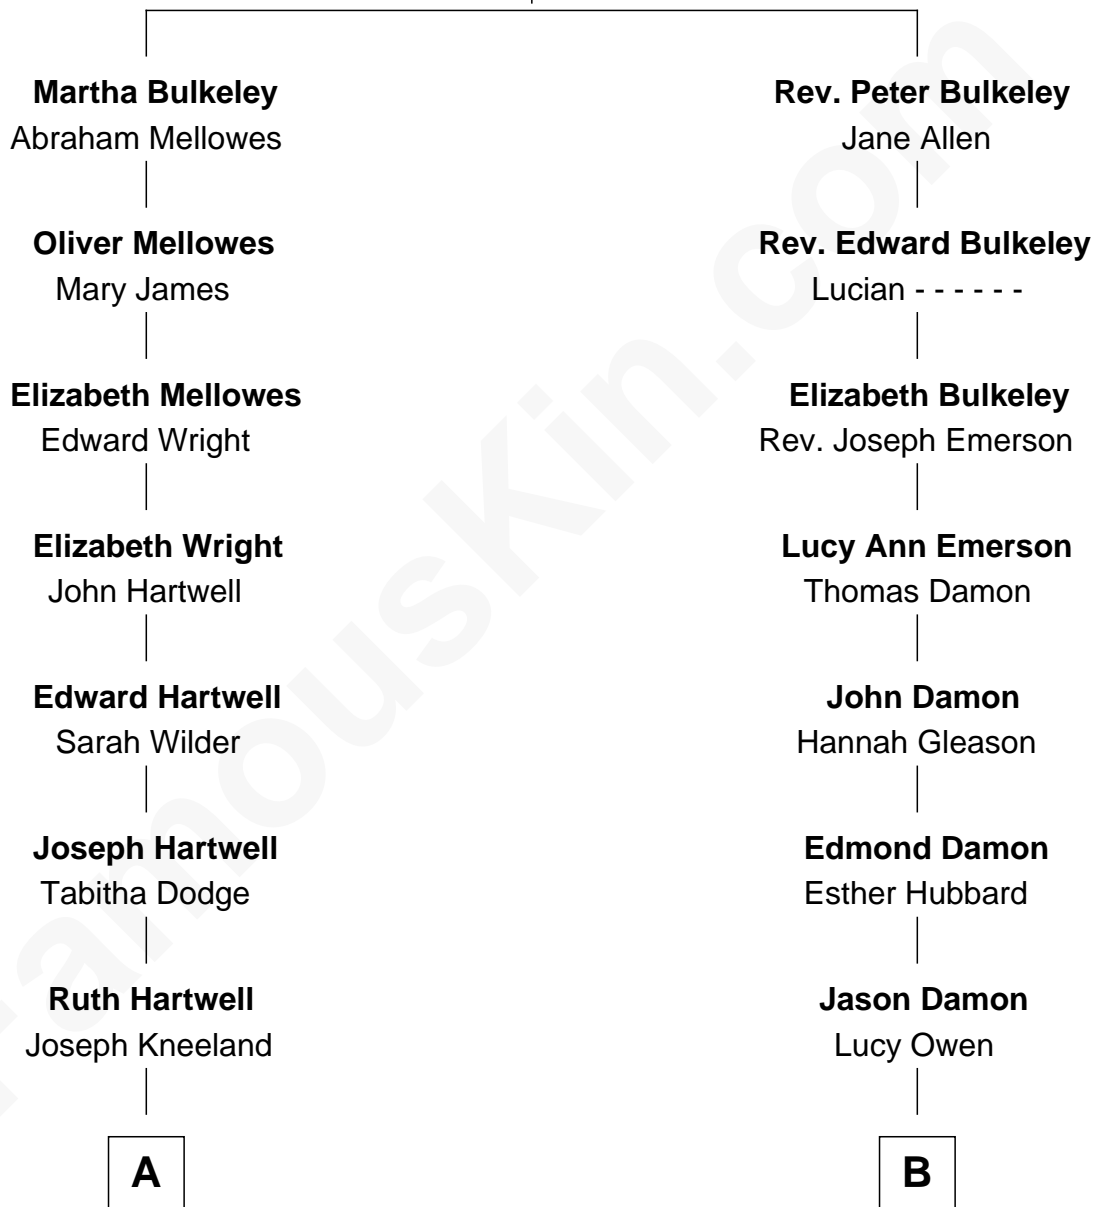 Martha Bulkeley
Abraham Mellowes
Oliver Mellowes
Mary James
Elizabeth Mellowes
Edward Wright
Elizabeth Wright
John Hartwell
Edward Hartwell
Sarah Wilder
Joseph Hartwell
Tabitha Dodge
Ruth Hartwell
Joseph Kneeland
A
Rev. Peter Bulkeley
Jane Allen
Rev. Edward Bulkeley
Lucian - - - - - -
Elizabeth Bulkeley
Rev. Joseph Emerson
Lucy Ann Emerson
Thomas Damon
John Damon
Hannah Gleason
Edmond Damon
Esther Hubbard
Jason Damon
Lucy Owen
B
FamousKin.com